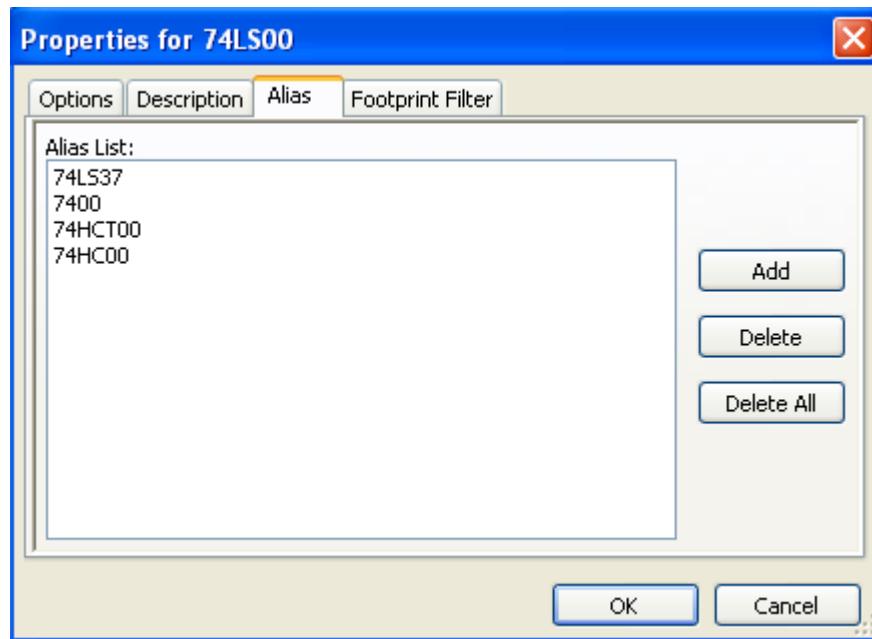 Properties for 74LS00
Options Description Alias Footprint Filter
Alias List:
74LS37
7400
74HCT00
74HC00
Add
Delete
Delete All
OK Cancel